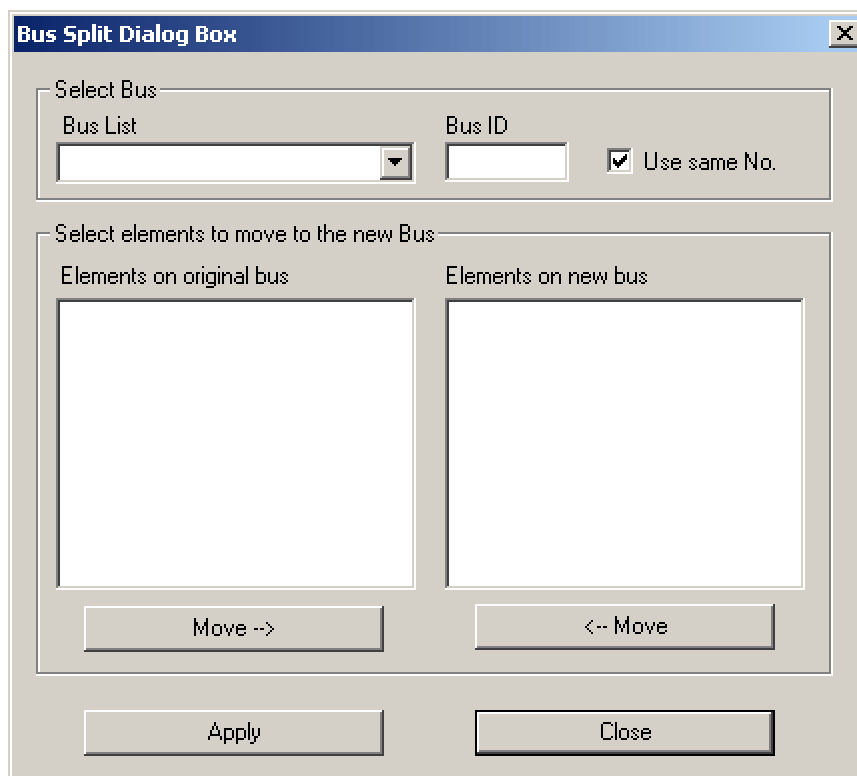 Bus Split Dialog Box
Select Bus
Bus List
Bus ID
Use same No.
Select elements to move to the new Bus
Elements on original bus
Elements on new bus
Move -->
<-- Move
Apply
Close